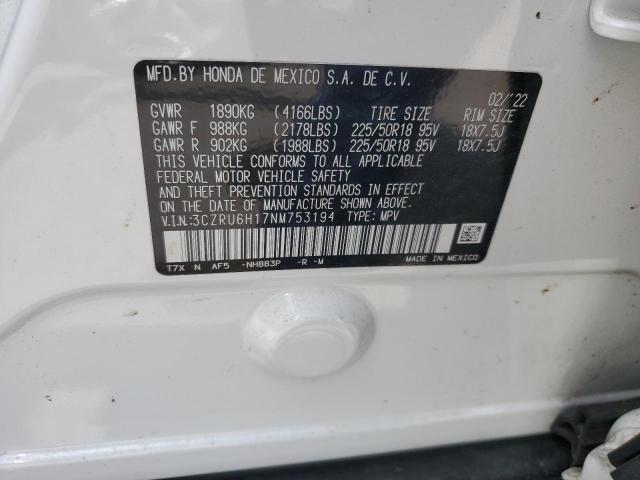 MFD.BY HONDA DE MEXICO S.A. DE C.V.
02/'22
GVWR 1890KG (4166LBS) TIRE SIZE RIM SIZE
GAWR F 988KG (2178LBS) 225/50R18 95V 18X7.5J
GAWR R 902KG (1988LBS) 225/50R18 95V 18X7.5J
THIS VEHICLE CONFORMS TO ALL APPLICABLE
FEDERAL MOTOR VEHICLE SAFETY
AND THEFT PREVENTION STANDARDS IN EFFECT
ON THE DATE OF MANUFACTURE SHOWN ABOVE.
V.I.N.:3CZRU6H17NM753194 TYPE: MPV
T7X N AF5 -NH883P -R -M MADE IN MEXICO